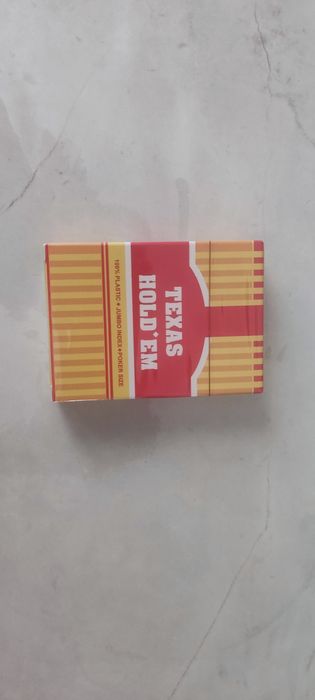 TEXAS
HOLD'EM
100% PLASTIC ♦ JUMBO INDEX ♦ POKER SIZE